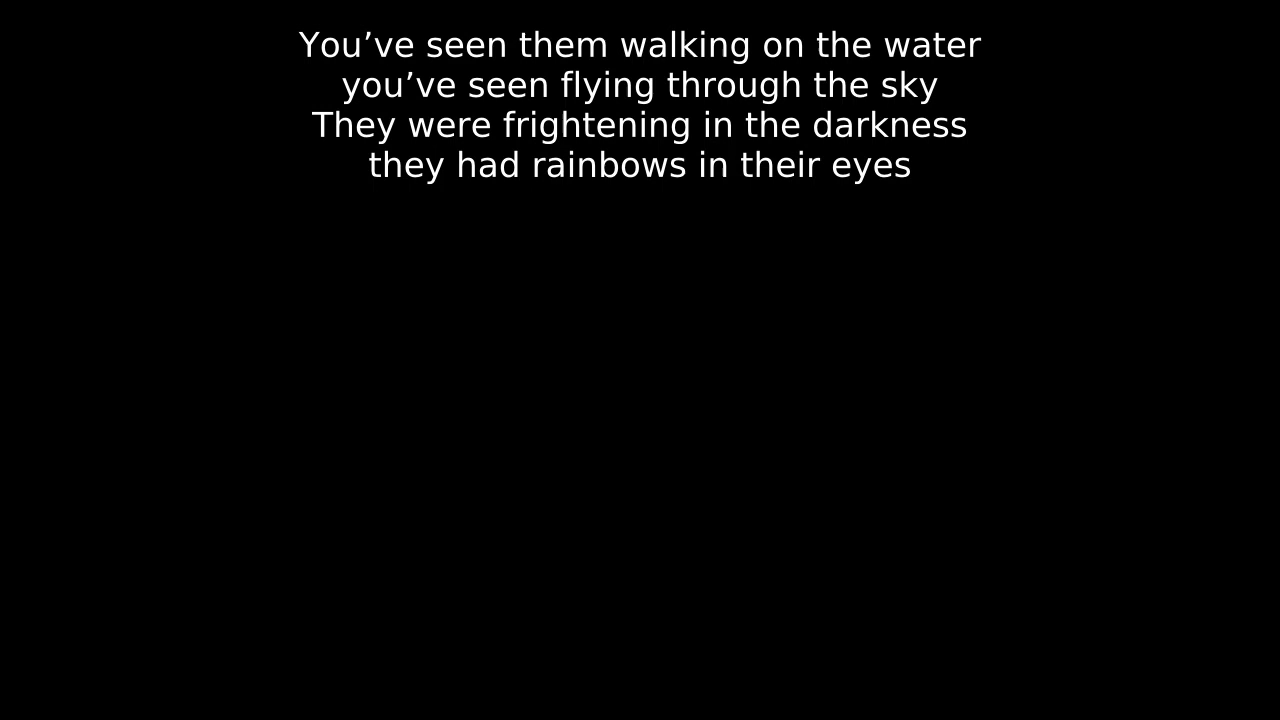 You’ve seen them walking on the water
you’ve seen flying through the sky
They were frightening in the darkness
they had rainbows in their eyes